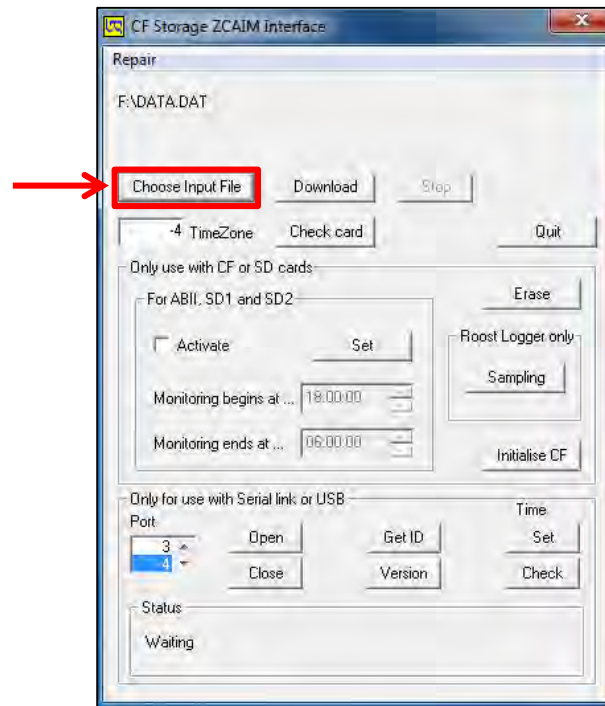 CF Storage ZCAIM Interface
Repair
F:\DATA.DAT
Choose Input File Download Stop
-4 TimeZone Check card Quit
Only use with CF or SD cards
For ABII, SD1 and SD2 Erase
Activate Set Roost Logger only
Sampling
Monitoring begins at ... 18:00:00
Monitoring ends at ... 06:00:00
Initialise CF
Only for use with Serial link or USB
Port Time
3 Open Get ID Set
4 Close Version Check
Status
Waiting